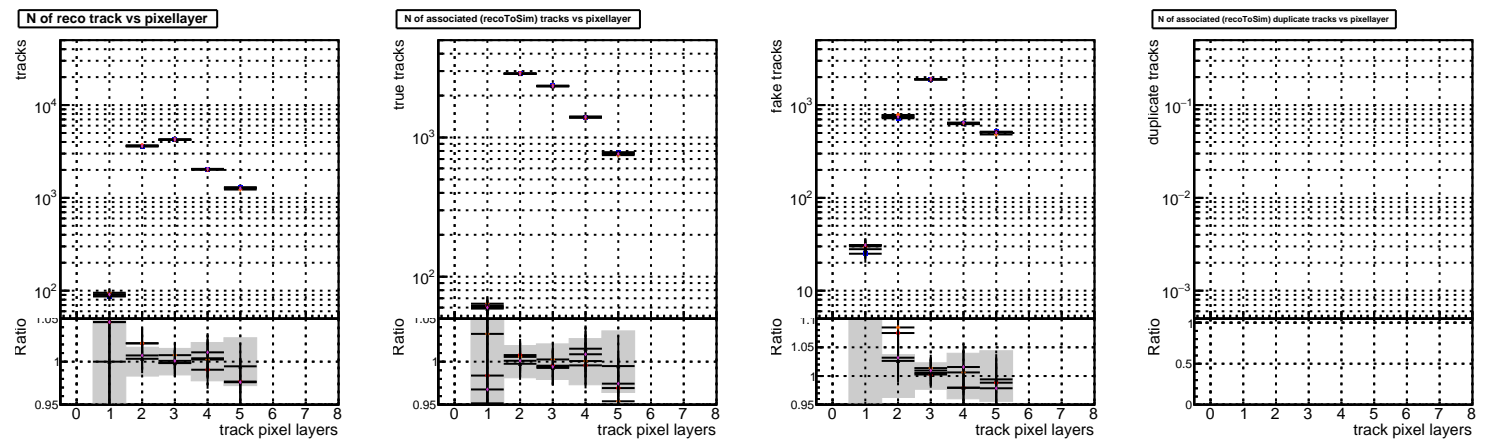 N of reco track vs pixellayer
tracks
10^4
10^3
10^2
Ratio
1.05
1
0.95
0 1 2 3 4 5 6 7 8
track pixel layers
N of associated (recoToSim) tracks vs pixellayer
true tracks
10^3
10^2
Ratio
1.05
1
0.95
0 1 2 3 4 5 6 7 8
track pixel layers
N of associated (recoToSim) tracks vs pixellayer
fake tracks
10^3
10^2
10
Ratio
1.1
1.05
1
0.95
0 1 2 3 4 5 6 7 8
track pixel layers
N of associated (recoToSim) duplicate tracks vs pixellayer
duplicate tracks
10^−1
10^−2
10^−3
Ratio
1
0.5
0
0 1 2 3 4 5 6 7 8
track pixel layers